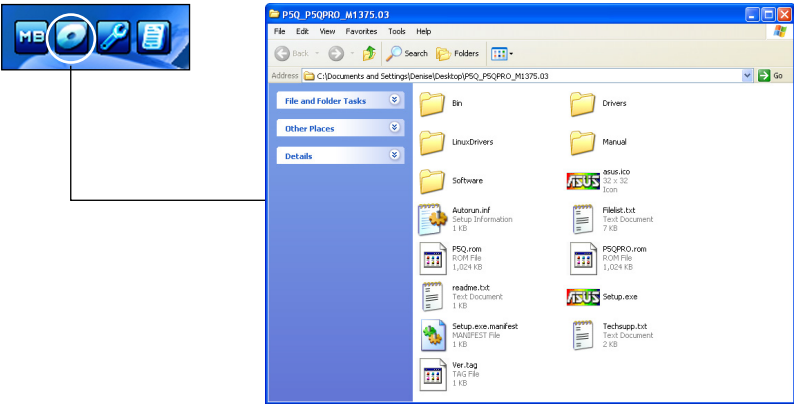 MB
P5Q_P5QPRO_M1375.03
File Edit View Favorites Tools Help
Back Search Folders
Address C:\Documents and Settings\Denise\Desktop\P5Q_P5QPRO_M1375.03 Go
File and Folder Tasks
Other Places
Details
Bin
Drivers
LinuxDrivers
Manual
Software
ASUS
asus.ico
32 x 32
Icon
Autorun.inf
Setup Information
1 KB
Filelist.txt
Text Document
7 KB
P5Q.rom
ROM File
1,024 KB
P5QPRO.rom
ROM File
1,024 KB
readme.txt
Text Document
1 KB
ASUS
Setup.exe
Setup.exe.manifest
MANIFEST File
1 KB
Techsupp.txt
Text Document
2 KB
Ver.tag
TAG File
1 KB